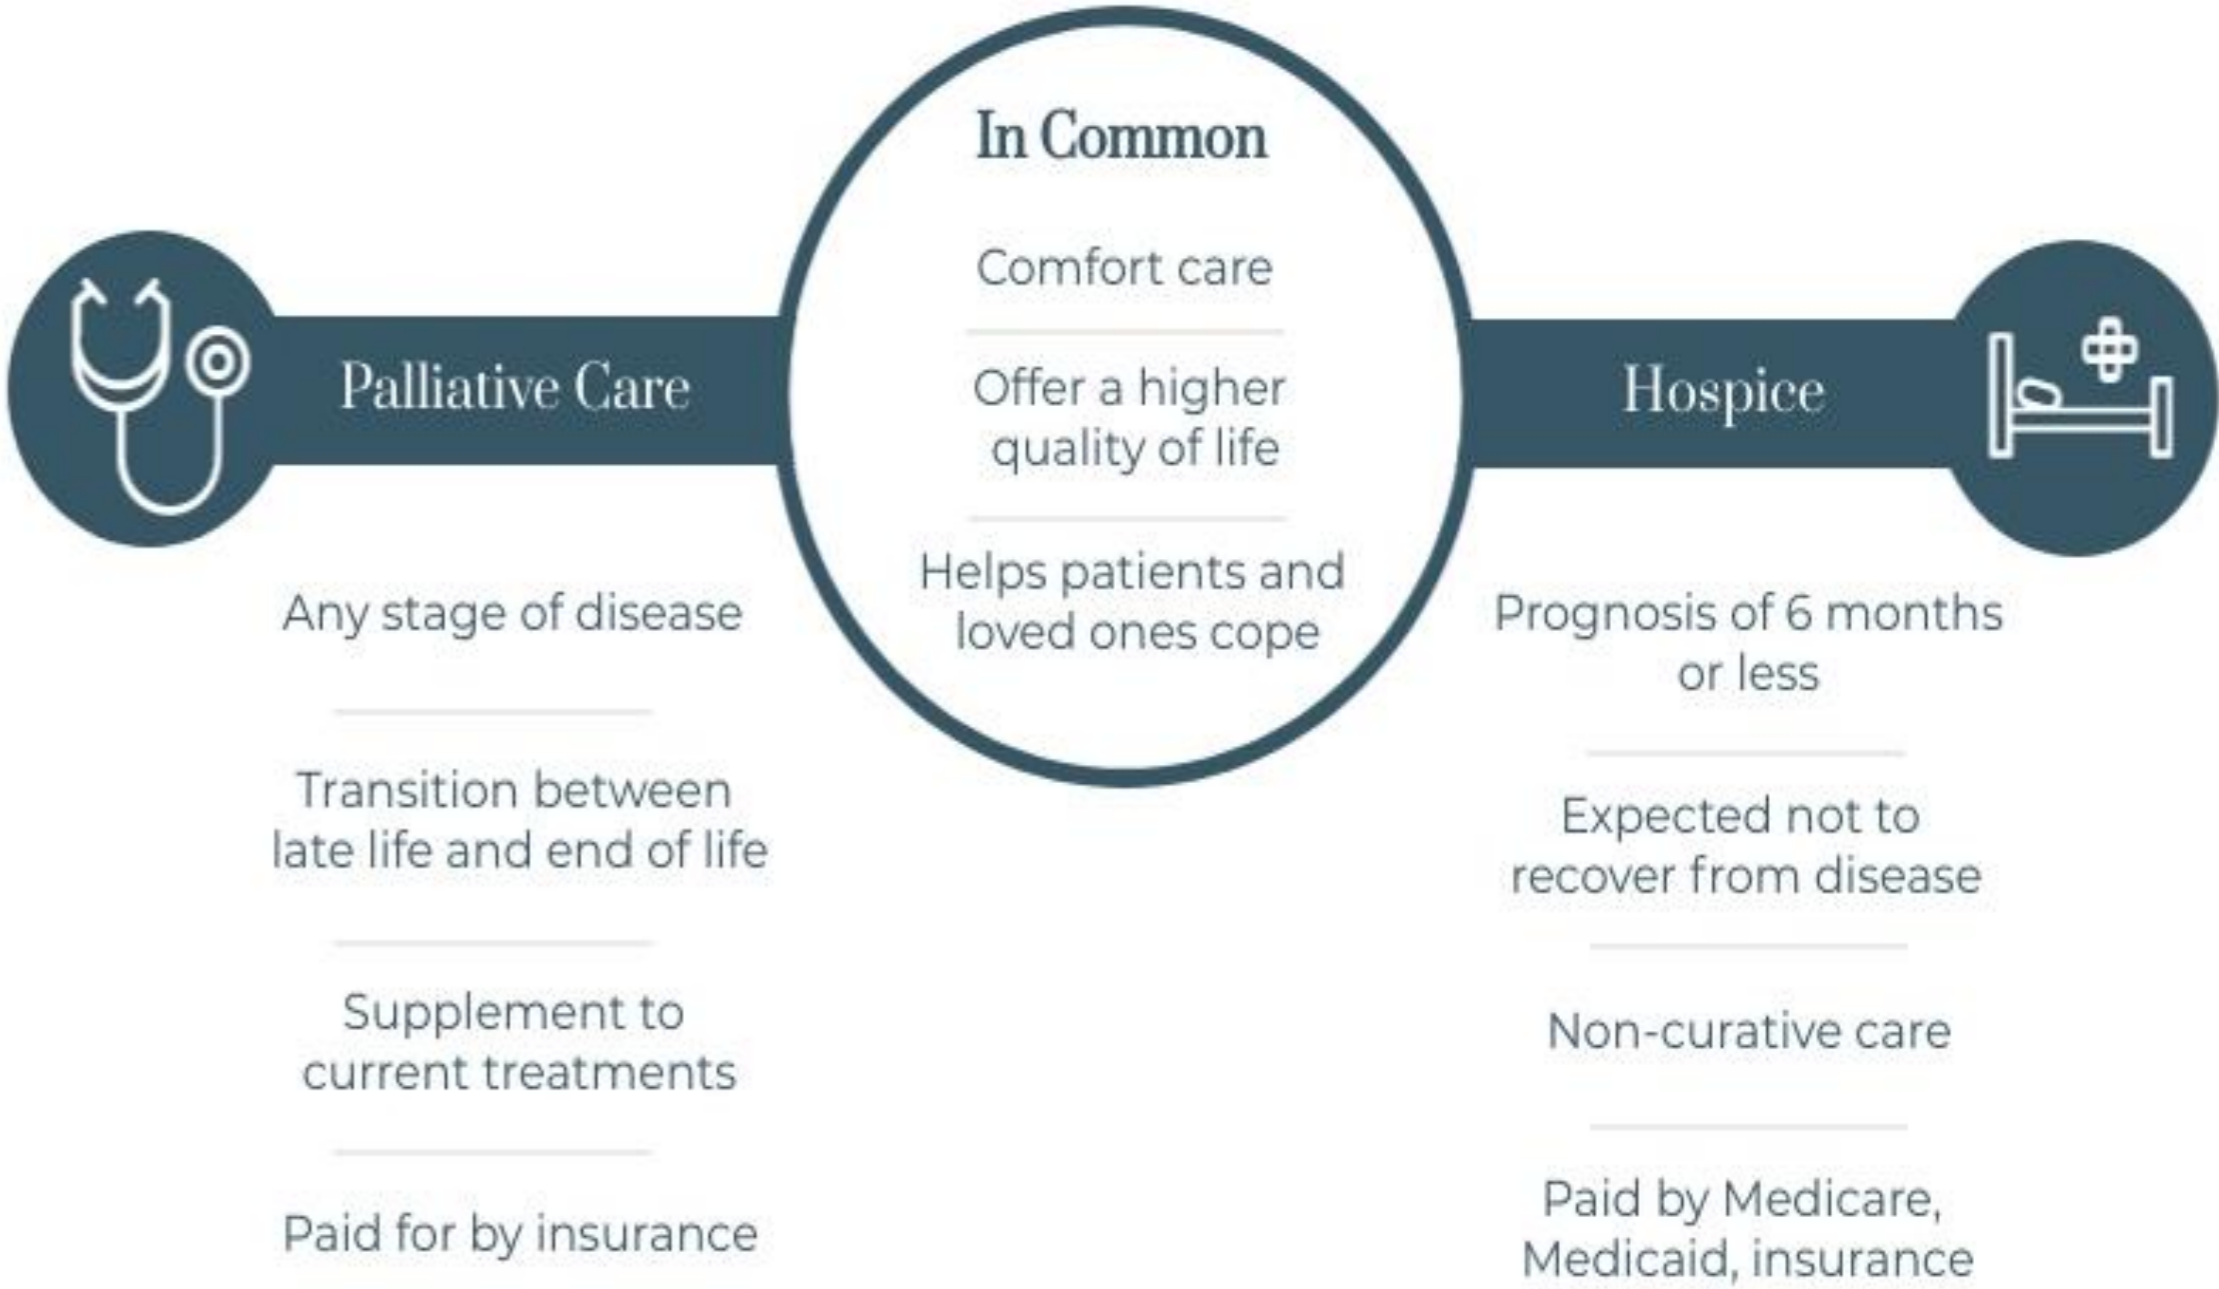 In Common
Comfort care
Offer a higher
quality of life
Helps patients and
loved ones cope
Palliative Care
Any stage of disease
Transition between
late life and end of life
Supplement to
current treatments
Paid for by insurance
Hospice
Prognosis of 6 months
or less
Expected not to
recover from disease
Non-curative care
Paid by Medicare,
Medicaid, insurance